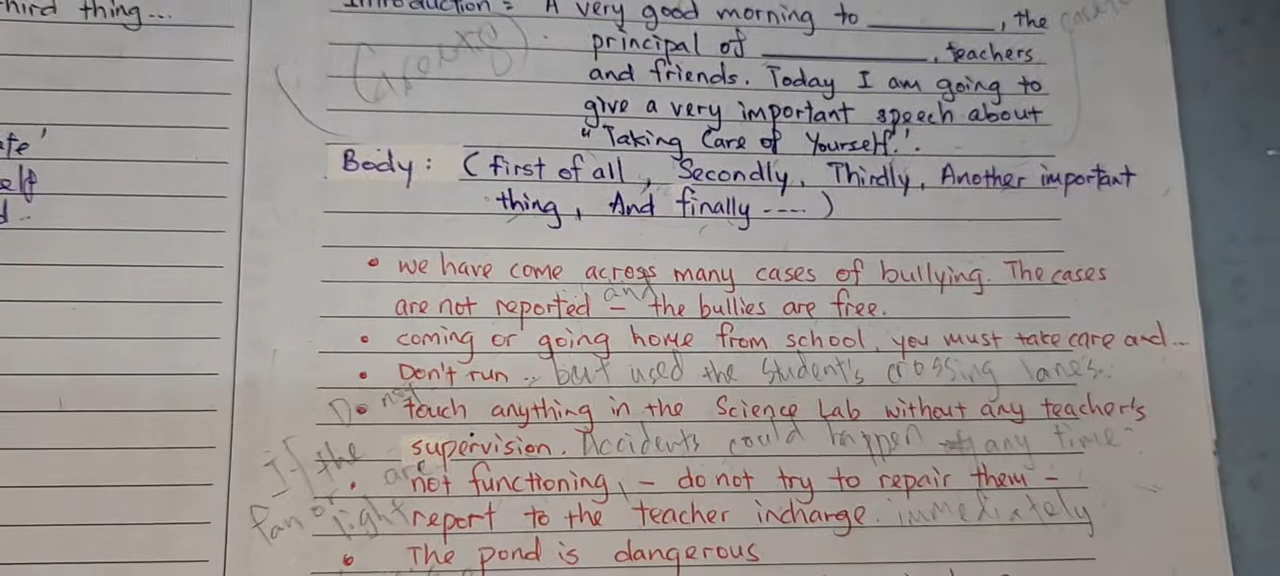 hird thing...
Introduction = A very good morning to ________, the
principal of ________, teachers
and friends. Today I am going to
give a very important speech about
"Taking Care of Yourself".
fe'
elf
Body : (first of all, Secondly, Thirdly, Another important
thing, And finally ----)
• we have come across many cases of bullying. The cases
are not reported – and the bullies are free.
• coming or going home from school, you must take care and...
• Don't run .. but used the student's crossing lanes..
Do not touch anything in the Science Lab without any teacher's
supervision. Accidents could happen any time
If the fan or light are
• not functioning, – do not try to repair them –
report to the teacher incharge. immediately
• The pond is dangerous